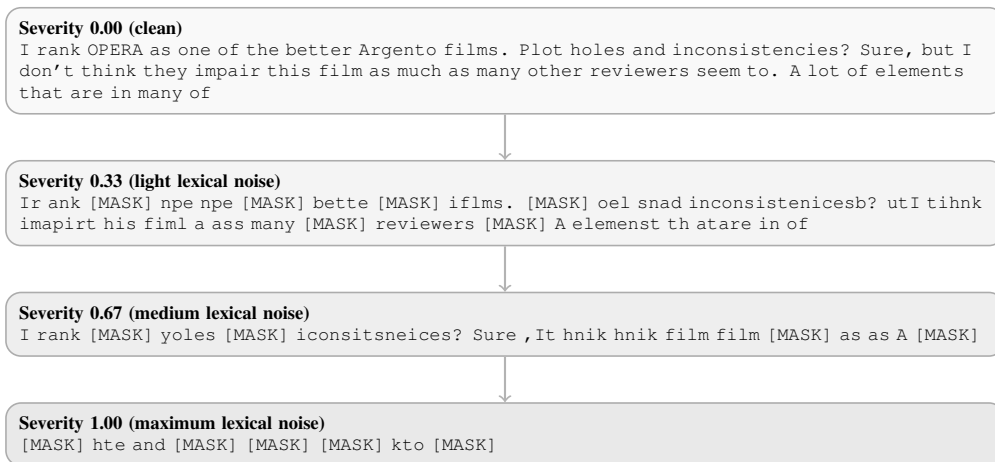 Severity 0.00 (clean)
I rank OPERA as one of the better Argento films. Plot holes and inconsistencies? Sure, but I
don't think they impair this film as much as many other reviewers seem to. A lot of elements
that are in many of
Severity 0.33 (light lexical noise)
Ir ank [MASK] npe npe [MASK] bette [MASK] iflms. [MASK] oel snad inconsistenicesb? utI tihnk
imapirt his fiml a ass many [MASK] reviewers [MASK] A elemenst th atare in of
Severity 0.67 (medium lexical noise)
I rank [MASK] yoles [MASK] iconsitsneices? Sure ,It hnik hnik film film [MASK] as as A [MASK]
Severity 1.00 (maximum lexical noise)
[MASK] hte and [MASK] [MASK] [MASK] kto [MASK]